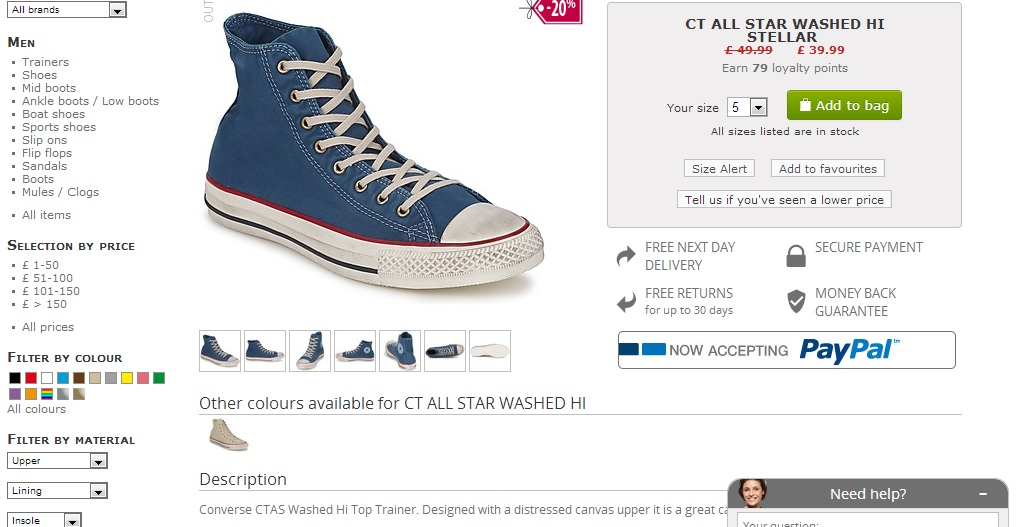 All brands
MEN
Trainers
Shoes
Mid boots
Ankle boots / Low boots
Boat shoes
Sports shoes
Slip ons
Flip flops
Sandals
Boots
Mules / Clogs
All items
SELECTION BY PRICE
£ 1-50
£ 51-100
£ 101-150
£ > 150
All prices
FILTER BY COLOUR
All colours
FILTER BY MATERIAL
Upper
Lining
Insole
OUT
-20%
CT ALL STAR WASHED HI
STELLAR
£ 49.99 £ 39.99
Earn 79 loyalty points
Your size 5 Add to bag
All sizes listed are in stock
Size Alert Add to favourites
Tell us if you've seen a lower price
FREE NEXT DAY
DELIVERY
SECURE PAYMENT
FREE RETURNS
for up to 30 days
MONEY BACK
GUARANTEE
NOW ACCEPTING PayPal™
Other colours available for CT ALL STAR WASHED HI
Description
Converse CTAS Washed Hi Top Trainer. Designed with a distressed canvas upper it is a great
Need help? –
Your question: